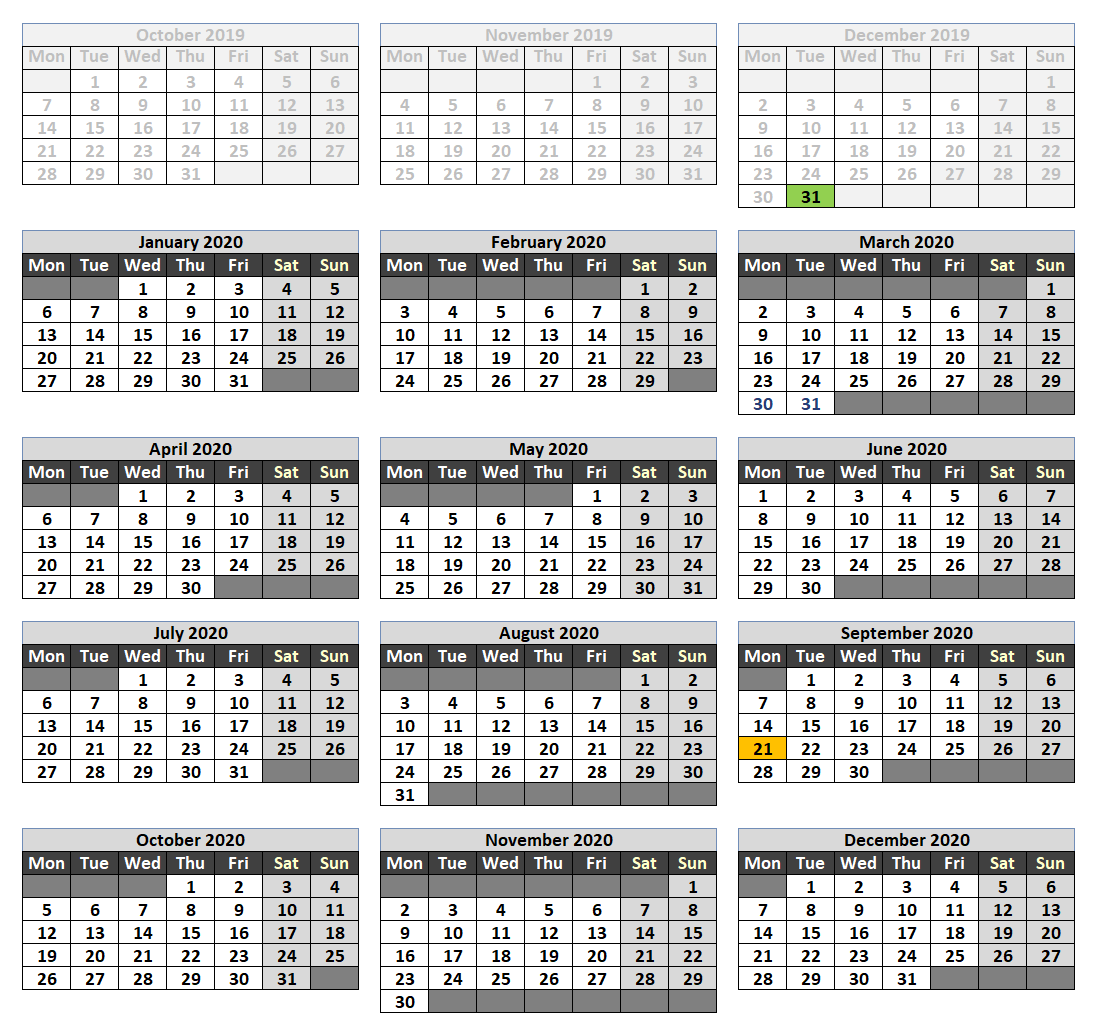 October 2019
Mon Tue Wed Thu Fri Sat Sun
1 2 3 4 5 6
7 8 9 10 11 12 13
14 15 16 17 18 19 20
21 22 23 24 25 26 27
28 29 30 31
November 2019
Mon Tue Wed Thu Fri Sat Sun
1 2 3
4 5 6 7 8 9 10
11 12 13 14 15 16 17
18 19 20 21 22 23 24
25 26 27 28 29 30 31
December 2019
Mon Tue Wed Thu Fri Sat Sun
1
2 3 4 5 6 7 8
9 10 11 12 13 14 15
16 17 18 19 20 21 22
23 24 25 26 27 28 29
30 31
January 2020
Mon Tue Wed Thu Fri Sat Sun
1 2 3 4 5
6 7 8 9 10 11 12
13 14 15 16 17 18 19
20 21 22 23 24 25 26
27 28 29 30 31
February 2020
Mon Tue Wed Thu Fri Sat Sun
1 2
3 4 5 6 7 8 9
10 11 12 13 14 15 16
17 18 19 20 21 22 23
24 25 26 27 28 29
March 2020
Mon Tue Wed Thu Fri Sat Sun
1
2 3 4 5 6 7 8
9 10 11 12 13 14 15
16 17 18 19 20 21 22
23 24 25 26 27 28 29
30 31
April 2020
Mon Tue Wed Thu Fri Sat Sun
1 2 3 4 5
6 7 8 9 10 11 12
13 14 15 16 17 18 19
20 21 22 23 24 25 26
27 28 29 30
May 2020
Mon Tue Wed Thu Fri Sat Sun
1 2 3
4 5 6 7 8 9 10
11 12 13 14 15 16 17
18 19 20 21 22 23 24
25 26 27 28 29 30 31
June 2020
Mon Tue Wed Thu Fri Sat Sun
1 2 3 4 5 6 7
8 9 10 11 12 13 14
15 16 17 18 19 20 21
22 23 24 25 26 27 28
29 30
July 2020
Mon Tue Wed Thu Fri Sat Sun
1 2 3 4 5
6 7 8 9 10 11 12
13 14 15 16 17 18 19
20 21 22 23 24 25 26
27 28 29 30 31
August 2020
Mon Tue Wed Thu Fri Sat Sun
1 2
3 4 5 6 7 8 9
10 11 12 13 14 15 16
17 18 19 20 21 22 23
24 25 26 27 28 29 30
31
September 2020
Mon Tue Wed Thu Fri Sat Sun
1 2 3 4 5 6
7 8 9 10 11 12 13
14 15 16 17 18 19 20
21 22 23 24 25 26 27
28 29 30
October 2020
Mon Tue Wed Thu Fri Sat Sun
1 2 3 4
5 6 7 8 9 10 11
12 13 14 15 16 17 18
19 20 21 22 23 24 25
26 27 28 29 30 31
November 2020
Mon Tue Wed Thu Fri Sat Sun
1
2 3 4 5 6 7 8
9 10 11 12 13 14 15
16 17 18 19 20 21 22
23 24 25 26 27 28 29
30
December 2020
Mon Tue Wed Thu Fri Sat Sun
1 2 3 4 5 6
7 8 9 10 11 12 13
14 15 16 17 18 19 20
21 22 23 24 25 26 27
28 29 30 31